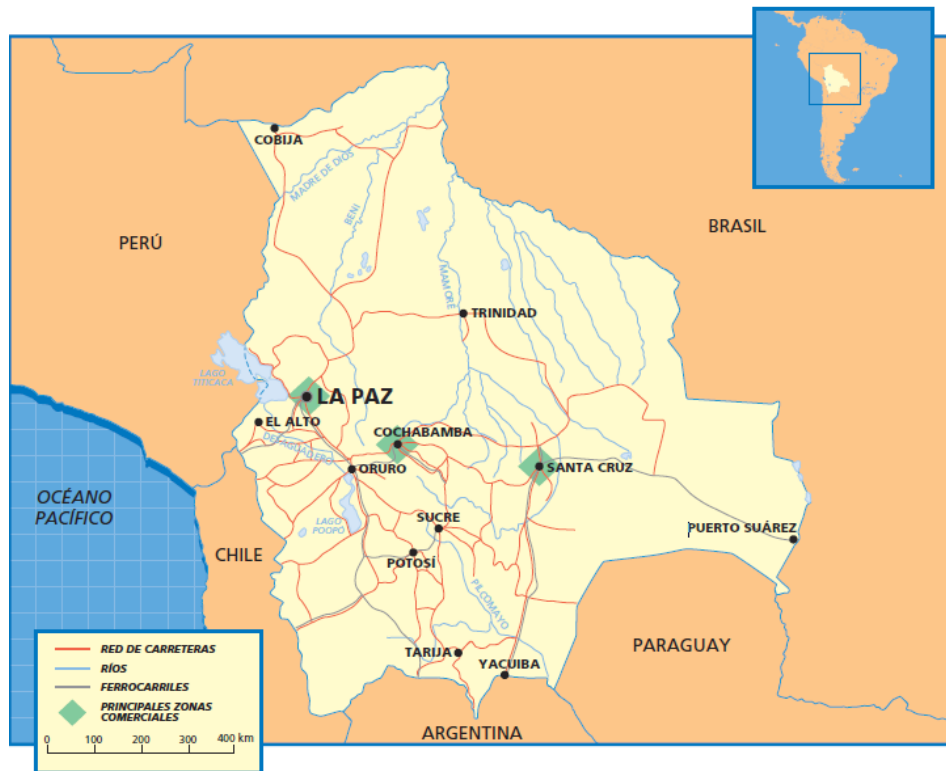 COBIJA
MADRE DE DÍOS
BENI
PERÚ
BRASIL
MAMORÉ
TRINIDAD
LAGO
TITICACA
LA PAZ
EL ALTO
COCHABAMBA
DEFAGUADERO
ORURO
SANTA CRUZ
OCÉANO
PACÍFICO
LAGO
POOPÓ
SUCRE
PUERTO SUÁREZ
CHILE
POTOSÍ
PILCOMAYO
PARAGUAY
TARIJA
YACUIBA
ARGENTINA
RED DE CARRETERAS
RÍOS
FERROCARRILES
PRINCIPALES ZONAS
COMERCIALES
0 100 200 300 400 km